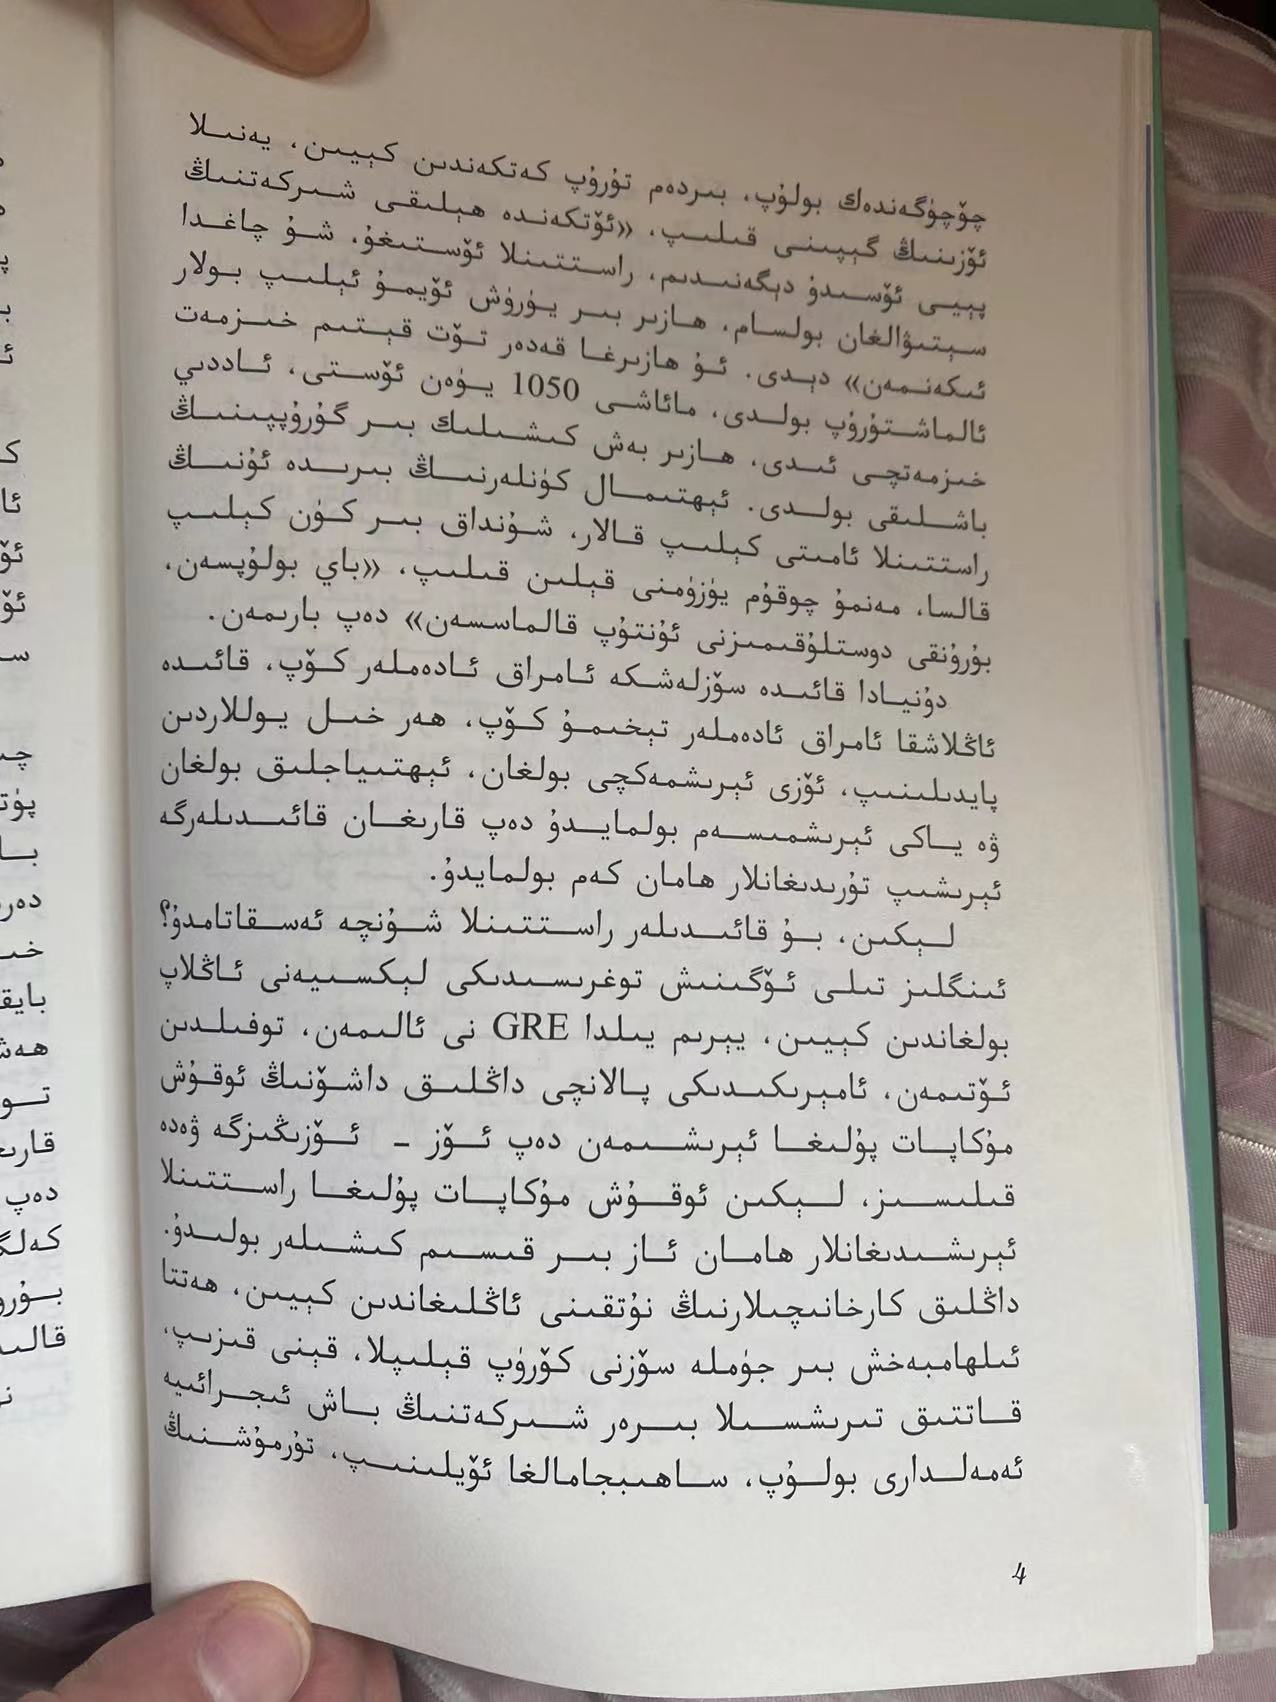 چۆچۈگەندەك بولۇپ، بىردەم تۇرۇپ كەتكەندىن كېيىن، يەنىلا
ئۆزىنىڭ گېپىنى قىلىپ، «ئۆتكەندە ھېلىقى شىركەتنىڭ
پېيى ئۆسىدۇ دېگەنىدىم، راستتىنلا ئۆستىغۇ، شۇ چاغدا
سېتىۋالغان بولسام، ھازىر بىر يۈرۈش ئۆيمۇ ئېلىپ بولار
ئىكەنمەن» دېدى. ئۇ ھازىرغا قەدەر تۆت قېتىم خىزمەت
ئالماشتۇرۇپ بولدى، مائاشى 1050 يۈەن ئۆستى، ئاددىي
خىزمەتچى ئىدى، ھازىر بەش كىشىلىك بىر گۇرۇپپىنىڭ
باشلىقى بولدى. ئېھتىمال كۈنلەرنىڭ بىرىدە ئۇنىڭ
راستتىنلا ئامىتى كېلىپ قالار، شۇنداق بىر كۈن كېلىپ
قالسا، مەنمۇ چوقۇم يۈزۈمنى قېلىن قىلىپ، «باي بولۇپسەن،
بۇرۇنقى دوستلۇقىمىزنى ئۇنتۇپ قالماسسەن» دەپ بارىمەن.
دۇنيادا قائىدە سۆزلەشكە ئامراق ئادەملەر كۆپ، قائىدە
ئاڭلاشقا ئامراق ئادەملەر تېخىمۇ كۆپ، ھەر خىل يوللاردىن
پايدىلىنىپ، ئۆزى ئېرىشمەكچى بولغان، ئېھتىياجلىق بولغان
ۋە ياكى ئېرىشمىسەم بولمايدۇ دەپ قارىغان قائىدىلەرگە
ئېرىشىپ تۇرىدىغانلار ھامان كەم بولمايدۇ.
لېكىن، بۇ قائىدىلەر راستتىنلا شۇنچە ئەسقاتامدۇ؟
ئىنگلىز تىلى ئۆگىنىش توغرىسىدىكى لېكسىيەنى ئاڭلاپ
بولغاندىن كېيىن، يېرىم يىلدا GRE نى ئالىمەن، توفىلدىن
ئۆتىمەن، ئامېرىكىدىكى پالانچى داڭلىق داشۆنىڭ ئوقۇش
مۇكاپات پۇلىغا ئېرىشىمەن دەپ ئۆز - ئۆزىڭىزگە ۋەدە
قىلىسىز، لېكىن ئوقۇش مۇكاپات پۇلىغا راستتىنلا
ئېرىشىدىغانلار ھامان ئاز بىر قىسىم كىشىلەر بولىدۇ.
داڭلىق كارخانىچىلارنىڭ نۇتقىنى ئاڭلىغاندىن كېيىن، ھەتتا
ئىلھامبەخش بىر جۈملە سۆزنى كۆرۈپ قېلىپلا، قېنى قىزىپ،
قاتتىق تىرىشسىلا بىرەر شىركەتنىڭ باش ئىجرائىيە
ئەمەلدارى بولۇپ، ساھىبجامالغا ئۆيلىنىپ، تۇرمۇشنىڭ
4